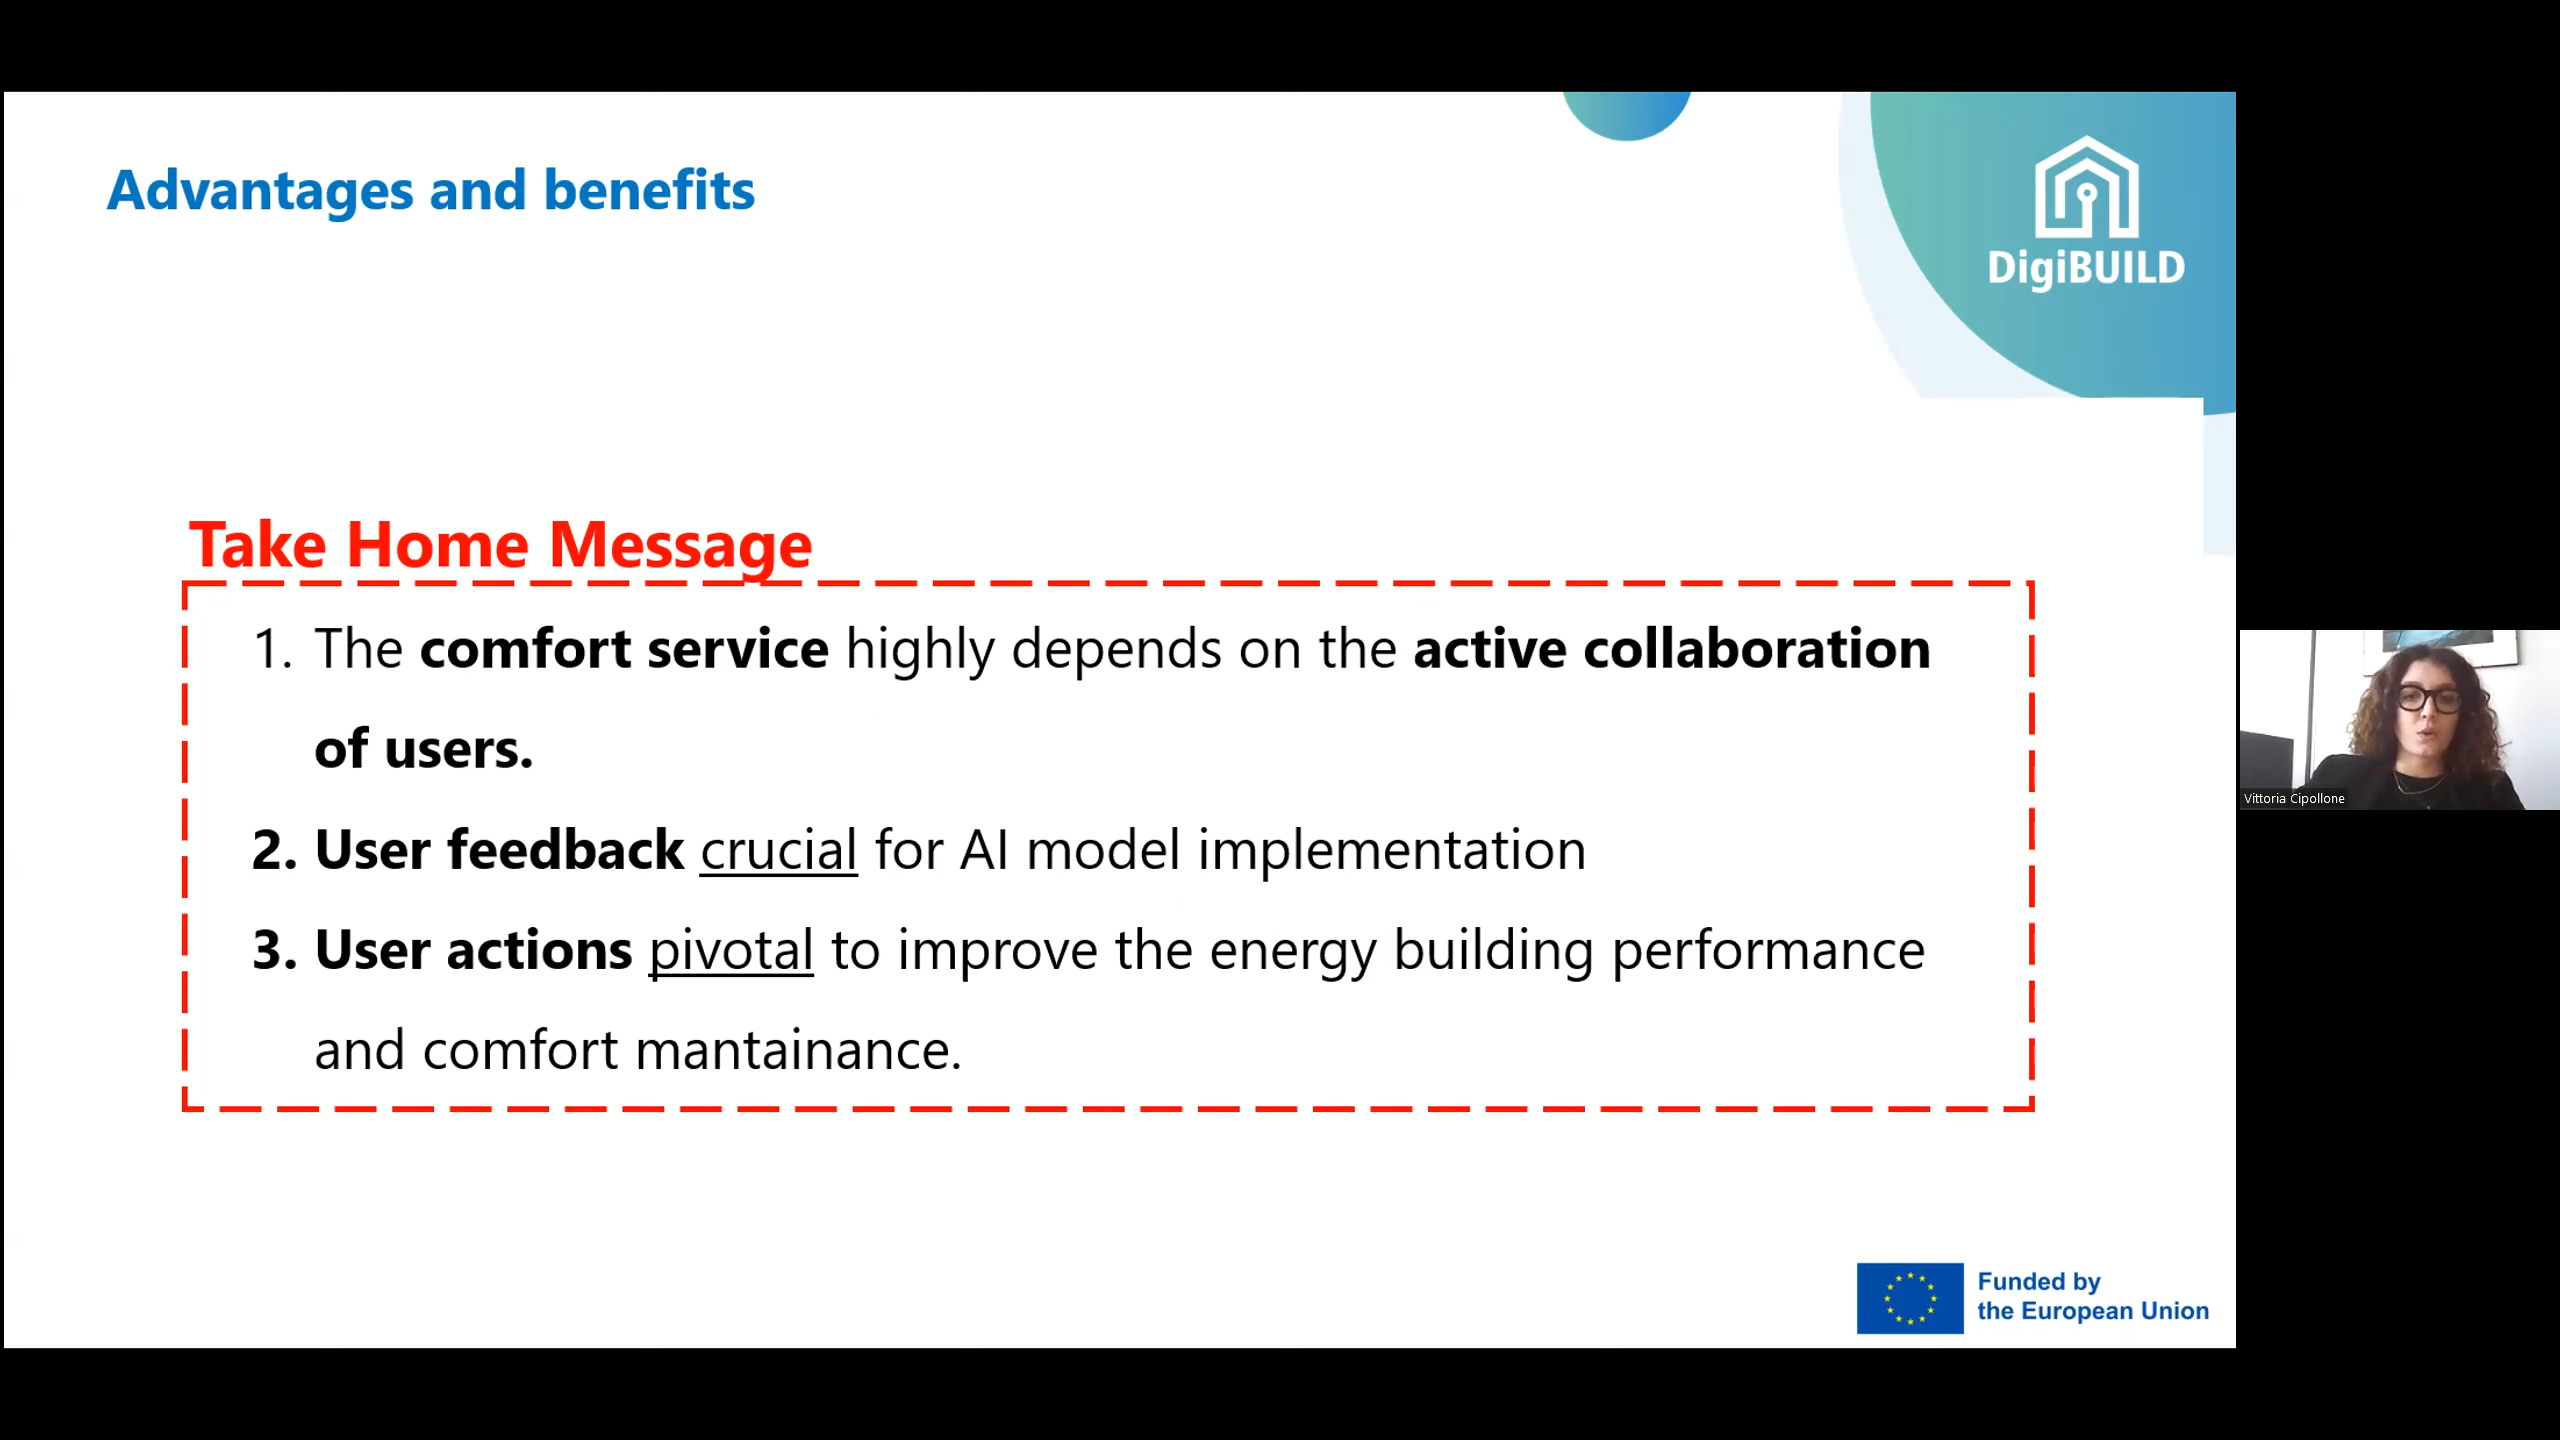 Advantages and benefits
DigiBUILD
Take Home Message
1. The comfort service highly depends on the active collaboration
of users.
2. User feedback crucial for AI model implementation
3. User actions pivotal to improve the energy building performance
and comfort mantainance.
Vittoria Cipollone
Funded by
the European Union